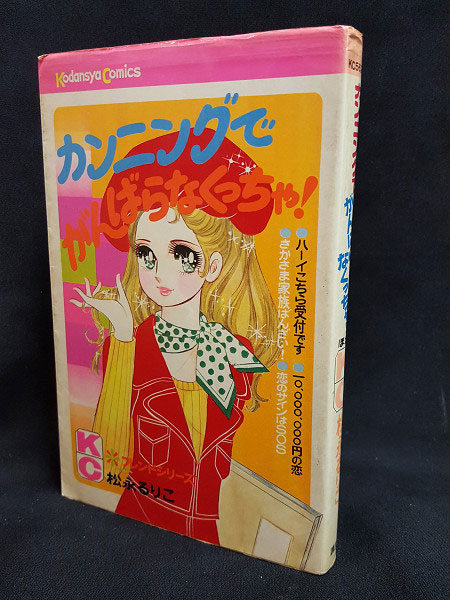 Kodansya Comics
カンニングで
がんばらなくっちゃ!
●ハーイこちら受付です
●10,000,000円の恋
●さかさま家族ばんざい!
●恋のサインはSOS
KC
フレンドシリーズ
松永るりこ